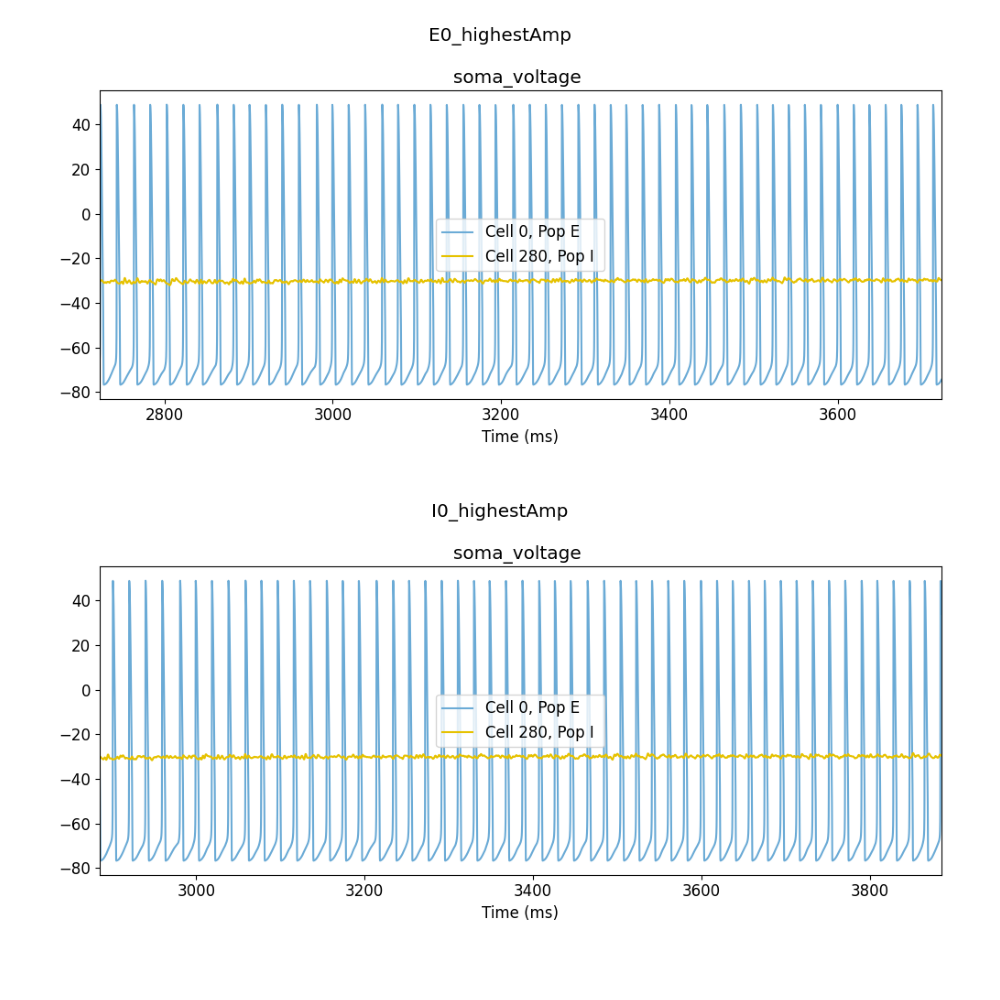 E0_highestAmp
soma_voltage
40
20
0
−20
−40
−60
−80
Cell 0, Pop E
Cell 280, Pop I
2800 3000 3200 3400 3600
Time (ms)
I0_highestAmp
soma_voltage
40
20
0
−20
−40
−60
−80
Cell 0, Pop E
Cell 280, Pop I
3000 3200 3400 3600 3800
Time (ms)